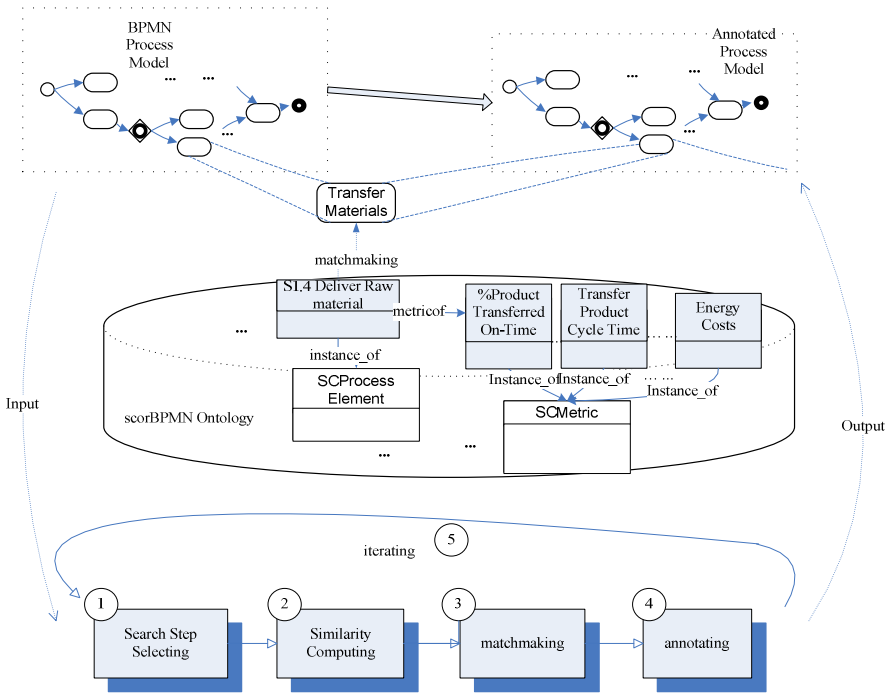 BPMN
Process
Model
... ...
...
Annotated
Process
Model
... ...
...
Transfer
Materials
matchmaking
S1,4 Deliver Raw
material
metricof
%Product
Transferred
On-Time
Transfer
Product
Cycle Time
Energy
Costs
...
instance_of
Instance_of
Instance_of
......
Instance_of
SCProcess
Element
SCMetric
scorBPMN Ontology
...
...
Input
Output
iterating
5
1
Search Step
Selecting
2
Similarity
Computing
3
matchmaking
4
annotating